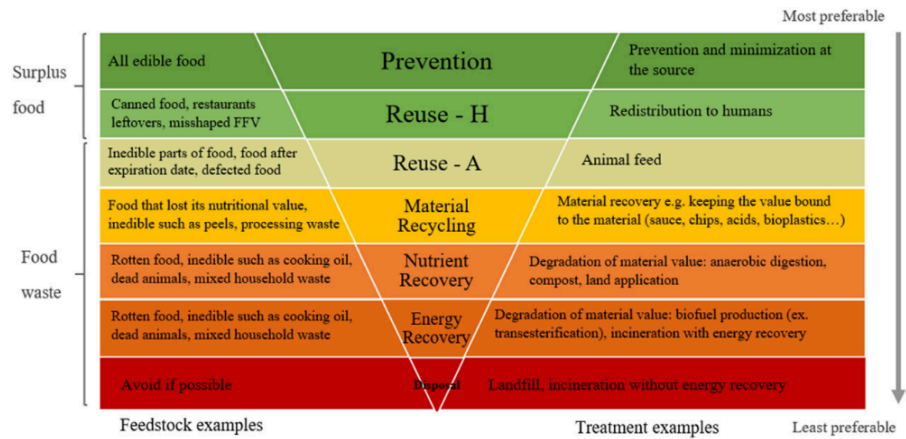 Most preferable
Surplus
food
All edible food
Prevention
Prevention and minimization at
the source
Canned food, restaurants
leftovers, misshaped FFV
Reuse - H
Redistribution to humans
Food
waste
Inedible parts of food, food after
expiration date, defected food
Reuse - A
Animal feed
Food that lost its nutritional value,
inedible such as peels, processing waste
Material
Recycling
Material recovery e.g. keeping the value bound
to the material (sauce, chips, acids, bioplastics…)
Rotten food, inedible such as cooking oil,
dead animals, mixed household waste
Nutrient
Recovery
Degradation of material value: anaerobic digestion,
compost, land application
Rotten food, inedible such as cooking oil,
dead animals, mixed household waste
Energy
Recovery
Degradation of material value: biofuel production (ex.
transesterification), incineration with energy recovery
Avoid if possible
Disposal
Landfill, incineration without energy recovery
Feedstock examples
Treatment examples
Least preferable